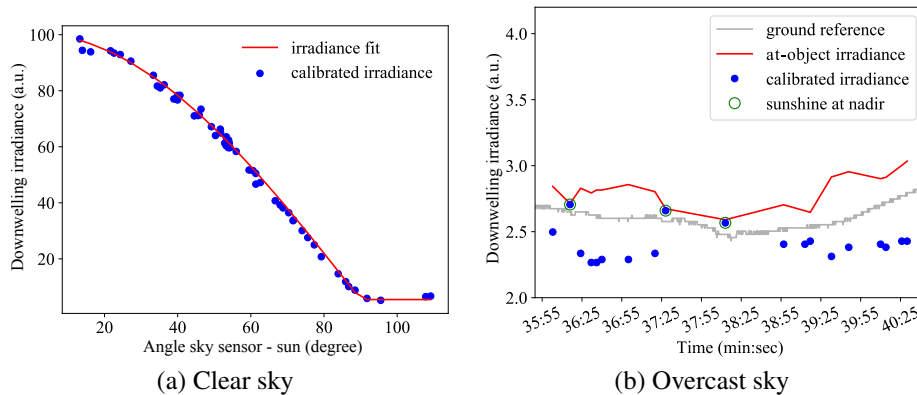 100
80
60
40
20
20
40
60
80
100
Downwelling irradiance (a.u.)
Angle sky sensor - sun (degree)
irradiance fit
calibrated irradiance
(a) Clear sky
4.0
3.5
3.0
2.5
2.0
35:55
36:25
36:55
37:25
37:55
38:25
38:55
39:25
39:55
40:25
Downwelling irradiance (a.u.)
Time (min:sec)
ground reference
at-object irradiance
calibrated irradiance
sunshine at nadir
(b) Overcast sky